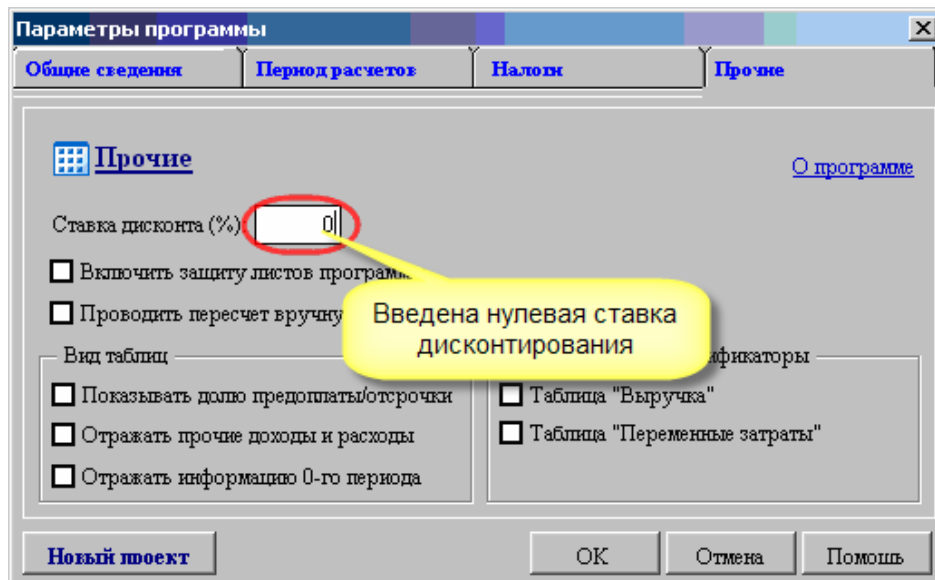 Параметры программы
Общие сведения
Период расчетов
Налоги
Прочие
Прочие
О программе
Ставка дисконта (%): 0
Включить защиту листов програм
Проводить пересчет вручну
Введена нулевая ставка
дисконтирования
Вид таблиц
фикаторы
Показывать долю предоплаты/отсрочки
Таблица "Выручка"
Отражать прочие доходы и расходы
Таблица "Переменные затраты"
Отражать информацию 0-го периода
Новый проект
OK
Отмена
Помощь